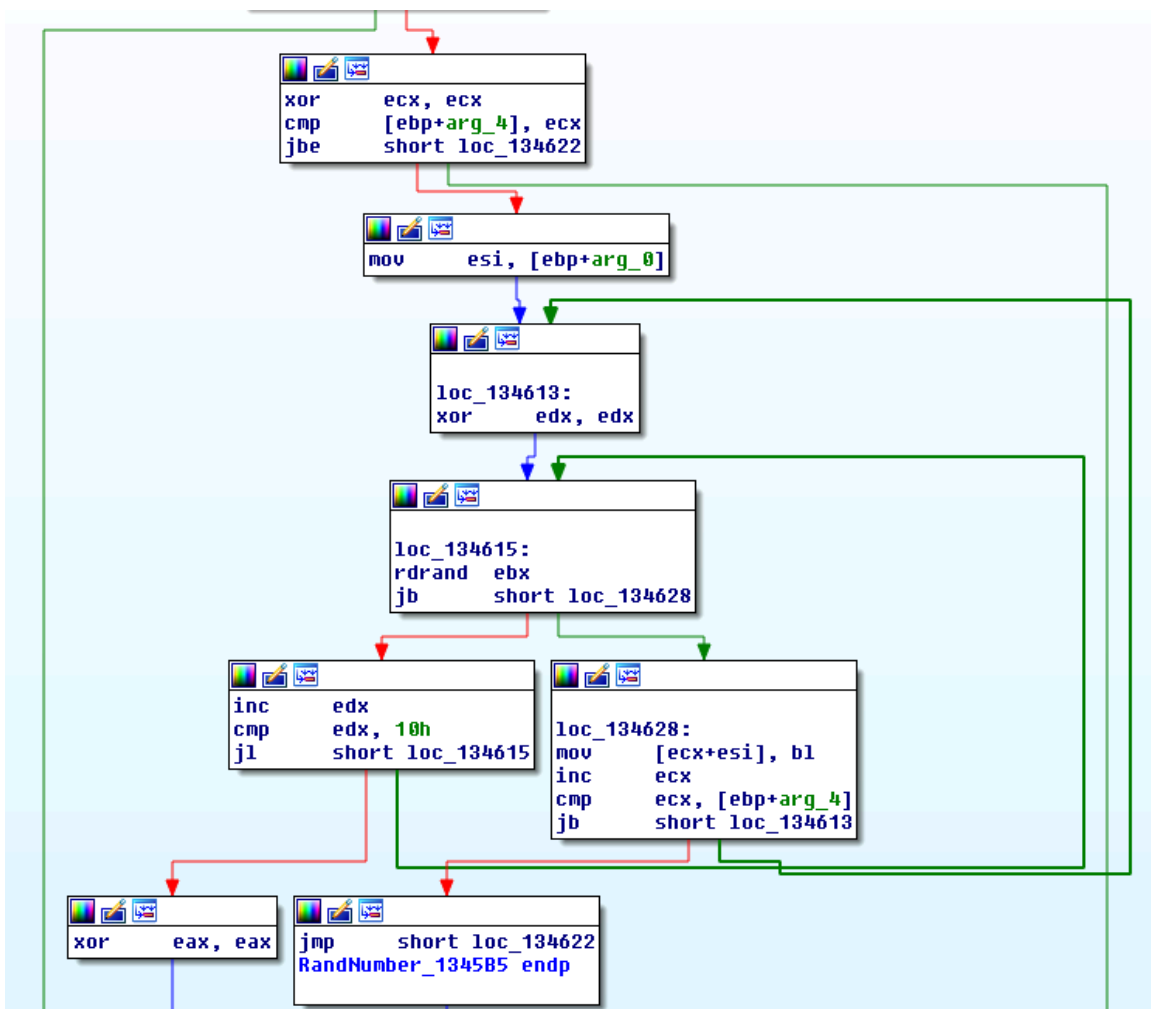 xor ecx, ecx
cmp [ebp+arg_4], ecx
jbe short loc_134622
mov esi, [ebp+arg_0]
loc_134613:
xor edx, edx
loc_134615:
rdrand ebx
jb short loc_134628
inc edx
cmp edx, 10h
jl short loc_134615
loc_134628:
mov [ecx+esi], bl
inc ecx
cmp ecx, [ebp+arg_4]
jb short loc_134613
xor eax, eax
jmp short loc_134622
RandNumber_1345B5 endp